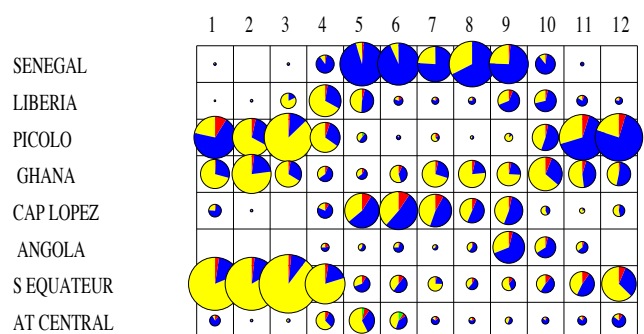 1 2 3 4 5 6 7 8 9 10 11 12
SENEGAL
LIBERIA
PICOLO
GHANA
CAP LOPEZ
ANGOLA
S EQUATEUR
AT CENTRAL